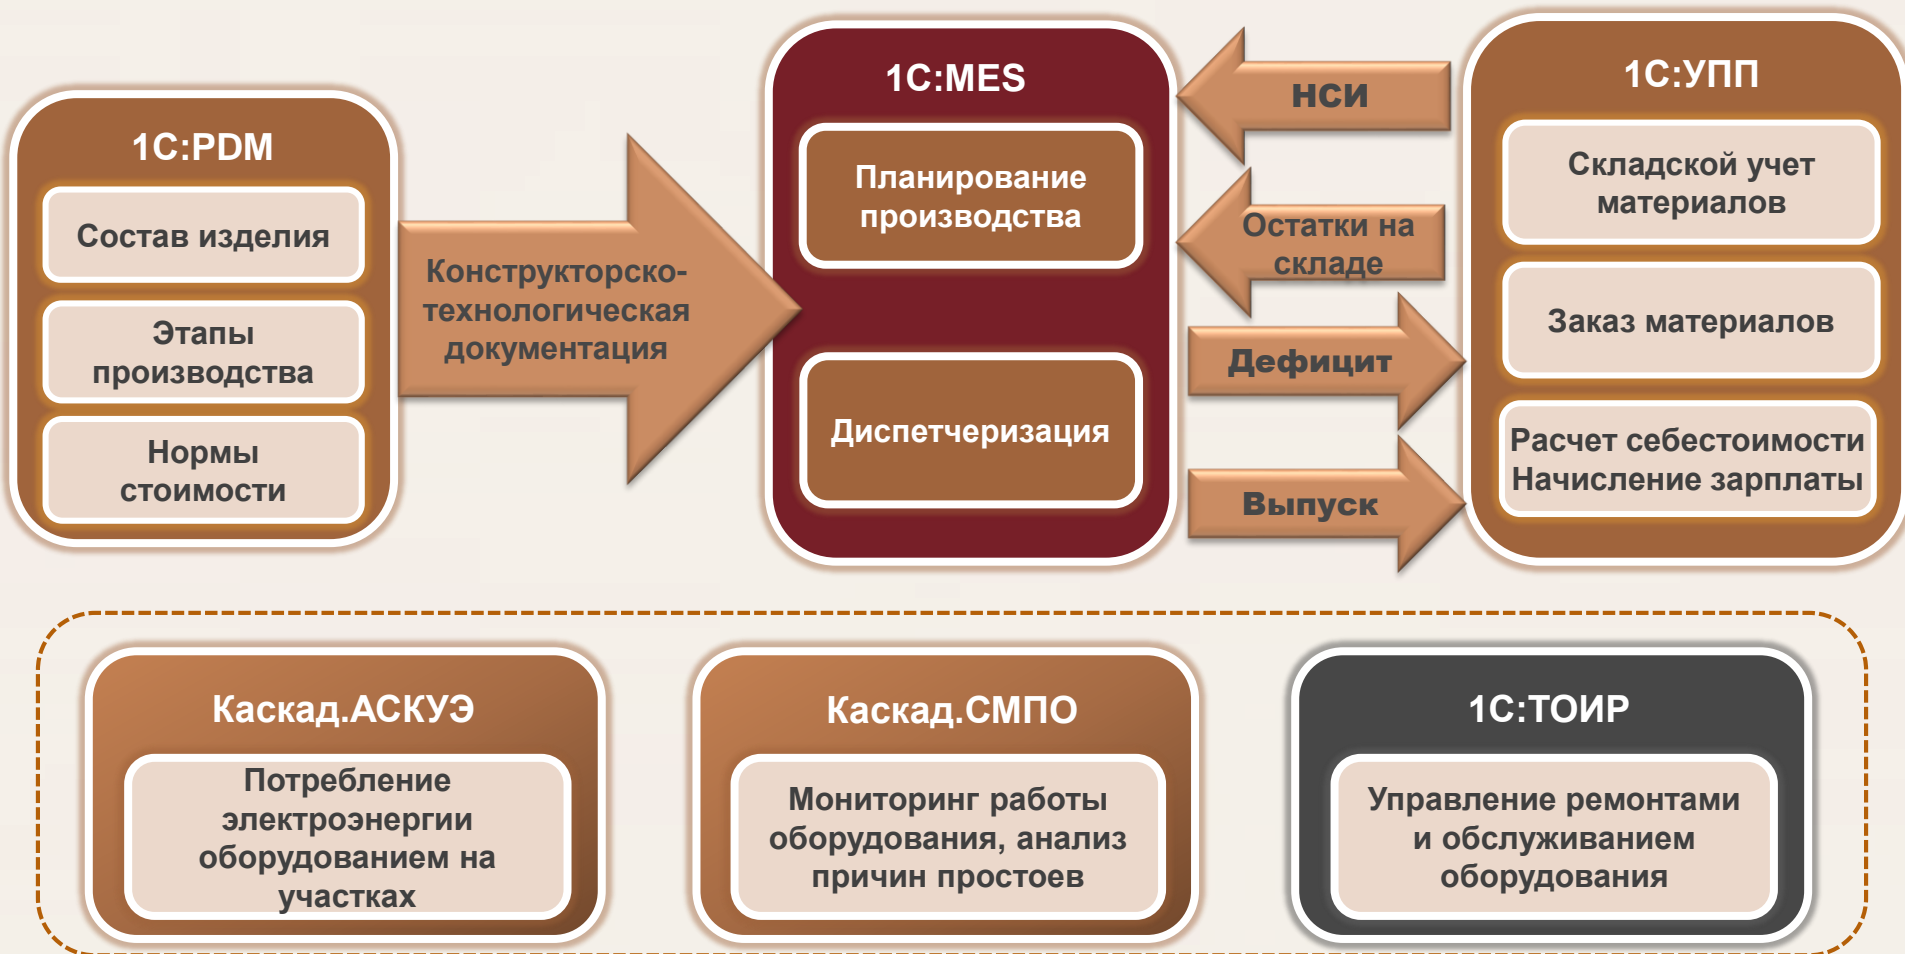 1С:PDM
Состав изделия
Этапы
производства
Нормы
стоимости
Конструкторско-
технологическая
документация
1С:MES
Планирование
производства
Диспетчеризация
НСИ
Остатки на
складе
Дефицит
Выпуск
1С:УПП
Складской учет
материалов
Заказ материалов
Расчет себестоимости
Начисление зарплаты
Каскад.АСКУЭ
Потребление
электроэнергии
оборудованием на
участках
Каскад.СМПО
Мониторинг работы
оборудования, анализ
причин простоев
1С:ТОИР
Управление ремонтами
и обслуживанием
оборудования